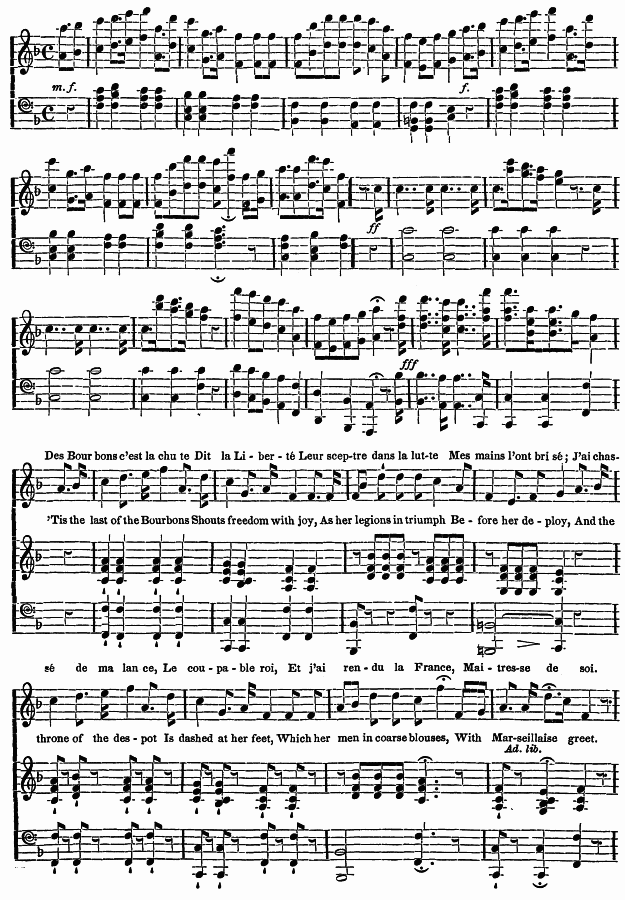 m. f. f.
ff
fff
Des Bour bons c'est la chu te Dit la Li - ber - té Leur scep-tre dans la lut-te Mes mains l'ont bri sé; J'ai chas-
'Tis the last of the Bourbons Shouts freedom with joy, As her legions in triumph Be - fore her de - ploy, And the
sé de ma lan ce, Le cou - pa - ble roi, Et j'ai ren - du la France, Mai - tres-se de soi.
throne of the des - pot Is dashed at her feet, Which her men in coarse blouses, With Mar-seillaise greet.
Ad. lib.